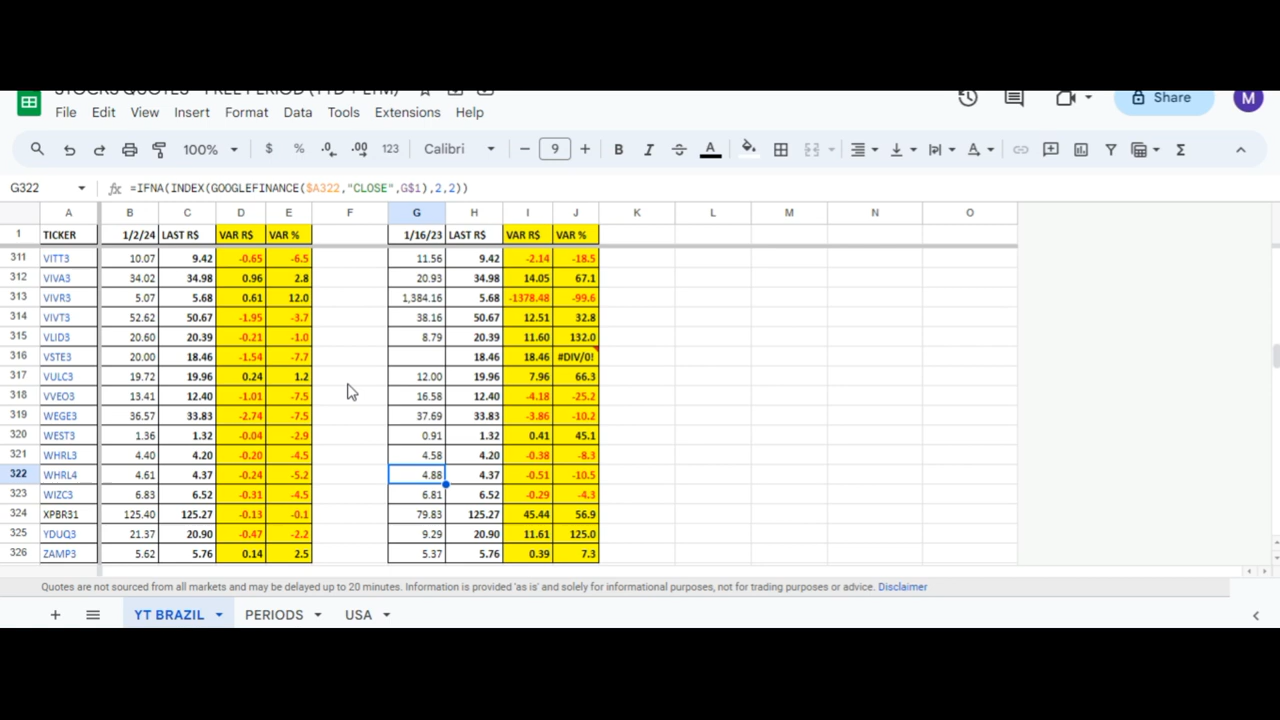 STOCKS QUOTES - FREE PERIOD (YTD + LTM)
File Edit View Insert Format Data Tools Extensions Help
Share M
100% $ % .0 .00 123 Calibri − 9 + B I A Σ
G322 fx =IFNA(INDEX(GOOGLEFINANCE($A322,"CLOSE",G$1),2,2))
A B C D E F G H I J K L M N O
1 TICKER 1/2/24 LAST R$ VAR R$ VAR % 1/16/23 LAST R$ VAR R$ VAR %
311 VITT3 10.07 9.42 -0.65 -6.5 11.56 9.42 -2.14 -18.5
312 VIVA3 34.02 34.98 0.96 2.8 20.93 34.98 14.05 67.1
313 VIVR3 5.07 5.68 0.61 12.0 1,384.16 5.68 -1378.48 -99.6
314 VIVT3 52.62 50.67 -1.95 -3.7 38.16 50.67 12.51 32.8
315 VLID3 20.60 20.39 -0.21 -1.0 8.79 20.39 11.60 132.0
316 VSTE3 20.00 18.46 -1.54 -7.7 18.46 18.46 #DIV/0!
317 VULC3 19.72 19.96 0.24 1.2 12.00 19.96 7.96 66.3
318 VVEO3 13.41 12.40 -1.01 -7.5 16.58 12.40 -4.18 -25.2
319 WEGE3 36.57 33.83 -2.74 -7.5 37.69 33.83 -3.86 -10.2
320 WEST3 1.36 1.32 -0.04 -2.9 0.91 1.32 0.41 45.1
321 WHRL3 4.40 4.20 -0.20 -4.5 4.58 4.20 -0.38 -8.3
322 WHRL4 4.61 4.37 -0.24 -5.2 4.88 4.37 -0.51 -10.5
323 WIZC3 6.83 6.52 -0.31 -4.5 6.81 6.52 -0.29 -4.3
324 XPBR31 125.40 125.27 -0.13 -0.1 79.83 125.27 45.44 56.9
325 YDUQ3 21.37 20.90 -0.47 -2.2 9.29 20.90 11.61 125.0
326 ZAMP3 5.62 5.76 0.14 2.5 5.37 5.76 0.39 7.3
Quotes are not sourced from all markets and may be delayed up to 20 minutes. Information is provided 'as is' and solely for informational purposes, not for trading purposes or advice. Disclaimer
YT BRAZIL PERIODS USA